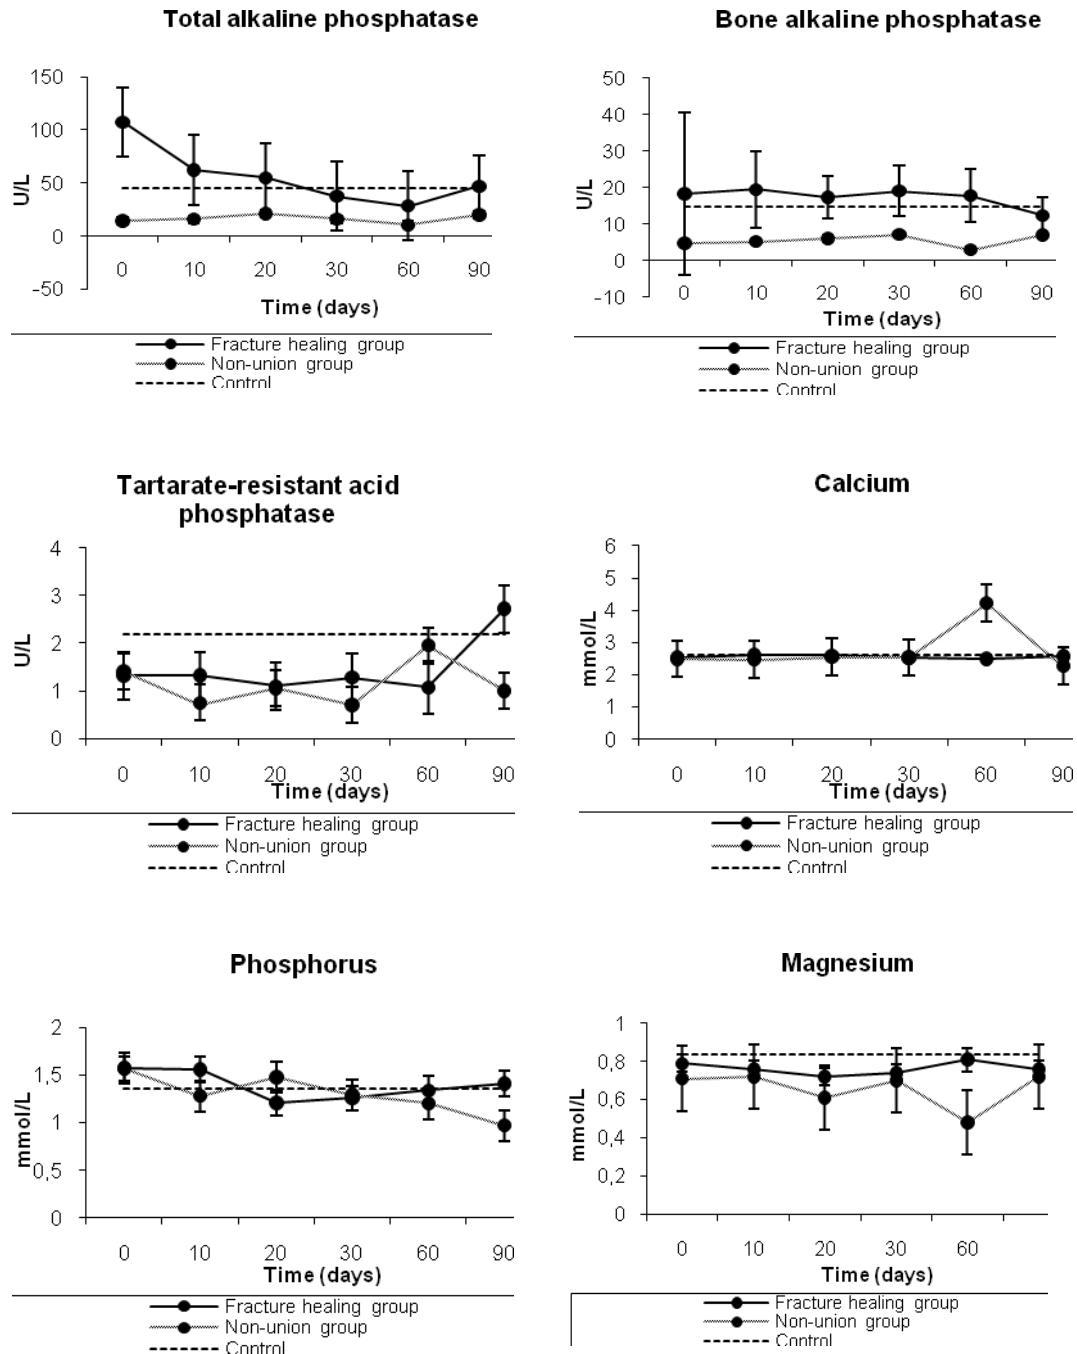 Total alkaline phosphatase
150
100
50
0
-50
U/L
0 10 20 30 60 90
Time (days)
Fracture healing group
Non-union group
Control
Bone alkaline phosphatase
50
40
30
20
10
0
-10
U/L
0 10 20 30 60 90
Time (days)
Fracture healing group
Non-union group
Control
Tartarate-resistant acid
phosphatase
4
3
2
1
0
U/L
0 10 20 30 60 90
Time (days)
Fracture healing group
Non-union group
Control
Calcium
6
5
4
3
2
1
0
mmol/L
0 10 20 30 60 90
Time (days)
Fracture healing group
Non-union group
Control
Phosphorus
2
1,5
1
0,5
0
mmol/L
0 10 20 30 60 90
Time (days)
Fracture healing group
Non-union group
Control
Magnesium
1
0,8
0,6
0,4
0,2
0
mmol/L
0 10 20 30 60
Time (days)
Fracture healing group
Non-union group
Control